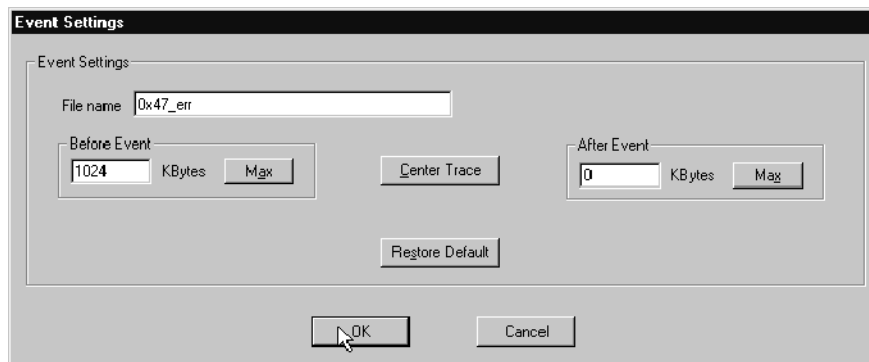 Event Settings
Event Settings
File name 0x47_err
Before Event
After Event
1024 KBytes Max
Center Trace
0 KBytes Max
Restore Default
OK Cancel